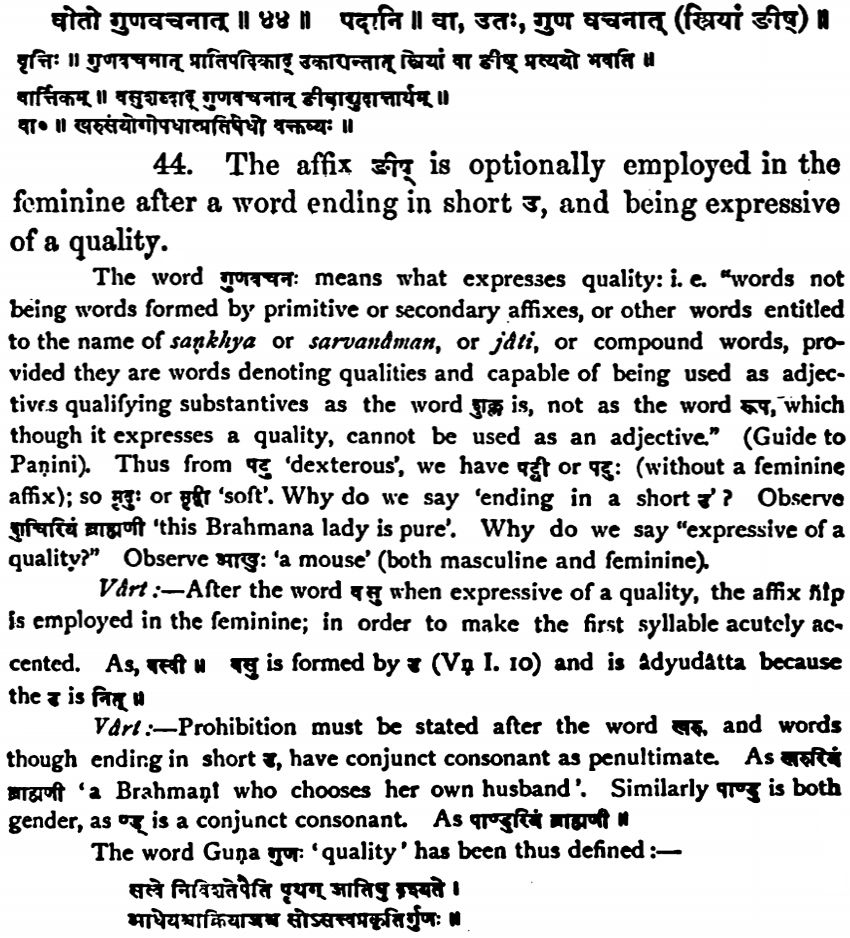 वोतो गुणवचनात् ॥ ४४ ॥ पदानि ॥ वा, उतः, गुण वचनात् (स्त्रियां ङीष्) ॥
वृत्तिः ॥ गुणवचनात् प्रातिपदिकाद् उकारान्तात् स्त्रियां वा ङीष् प्रत्ययो भवति ॥
वार्त्तिकम् ॥ वसुशब्दाद् गुणवचनान् ङीबाद्युदात्तार्थम् ॥
वा० ॥ खरुसंयोगोपधात्प्रतिषेधो वक्तव्यः ॥
44. The affix ङीष् is optionally employed in the
feminine after a word ending in short उ, and being expressive
of a quality.
The word गुणवचनः means what expresses quality: i. e. "words not
being words formed by primitive or secondary affixes, or other words entitled
to the name of saṇkhya or sarvanâman, or jâti, or compound words, pro-
vided they are words denoting qualities and capable of being used as adjec-
tives qualifying substantives as the word शुक्ल is, not as the word रूप, which
though it expresses a quality, cannot be used as an adjective." (Guide to
Paṇini). Thus from पटु 'dexterous', we have पट्वी or पटुः (without a feminine
affix); so मृदुः or मृद्वी 'soft'. Why do we say 'ending in a short उ'? Observe
शुचिरियं ब्राह्मणी 'this Brahmana lady is pure'. Why do we say "expressive of a
quality?" Observe आखुः 'a mouse' (both masculine and feminine).
Vârt:—After the word वसु when expressive of a quality, the affix ñîp
is employed in the feminine; in order to make the first syllable acutely ac-
cented. As, वस्वी ॥ वसु is formed by उ (Vṇ I. 10) and is âdyudâtta because
the उ is नित् ॥
Vârt:—Prohibition must be stated after the word खरु, and words
though ending in short उ, have conjunct consonant as penultimate. As खरुरियं
ब्राह्मणी 'a Brahmaṇî who chooses her own husband'. Similarly पाण्डु is both
gender, as ण्ड् is a conjunct consonant. As पाण्डुरियं ब्राह्मणी ॥
The word Guṇa गुणः 'quality' has been thus defined:—
सत्त्वे निविशतेपैति पृथग् जातिषु दृश्यते ।
आधेयश्चाक्रियाजश्च सोऽसत्त्वप्रकृतिर्गुणः ॥